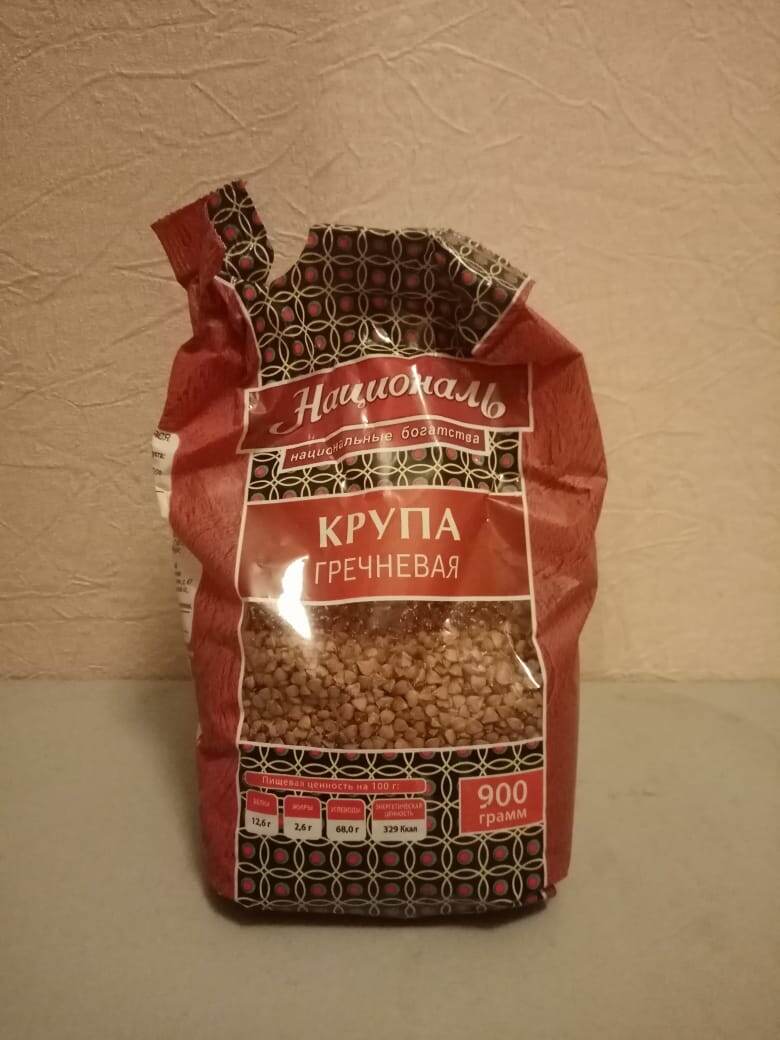 Националь
национальные богатства
КРУПА
ГРЕЧНЕВАЯ
Пищевая ценность на 100 г:
БЕЛКИ
12,6 г
ЖИРЫ
2,6 г
УГЛЕВОДЫ
68,0 г
ЭНЕРГЕТИЧЕСКАЯ
ЦЕННОСТЬ
329 Ккал
900
грамм